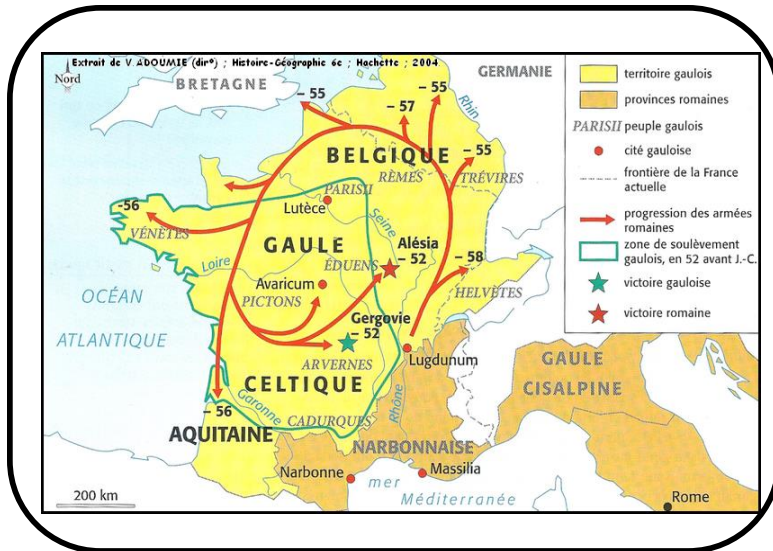 Extrait de V. ADOUMIE (dir°) ; Histoire-Géographie 6e ; Hachette ; 2004
Nord
BRETAGNE
GERMANIE
– 55
– 57
– 55
Rhin
BELGIQUE
– 55
RÈMES
TRÉVIRES
PARISII
-56
VÉNÈTES
Lutèce
Seine
GAULE
Alésia
– 52
Loire
ÉDUENS
– 58
Avaricum
HELVÈTES
PICTONS
OCÉAN
ATLANTIQUE
Gergovie
– 52
ARVERNES
Lugdunum
CELTIQUE
Rhône
GAULE
CISALPINE
– 56
Garonne
CADURQUES
AQUITAINE
NARBONNAISE
Narbonne
Massilia
mer
Méditerranée
Rome
200 km
territoire gaulois
provinces romaines
PARISII peuple gaulois
cité gauloise
frontière de la France
actuelle
progression des armées
romaines
zone de soulèvement
gaulois, en 52 avant J.-C.
victoire gauloise
victoire romaine